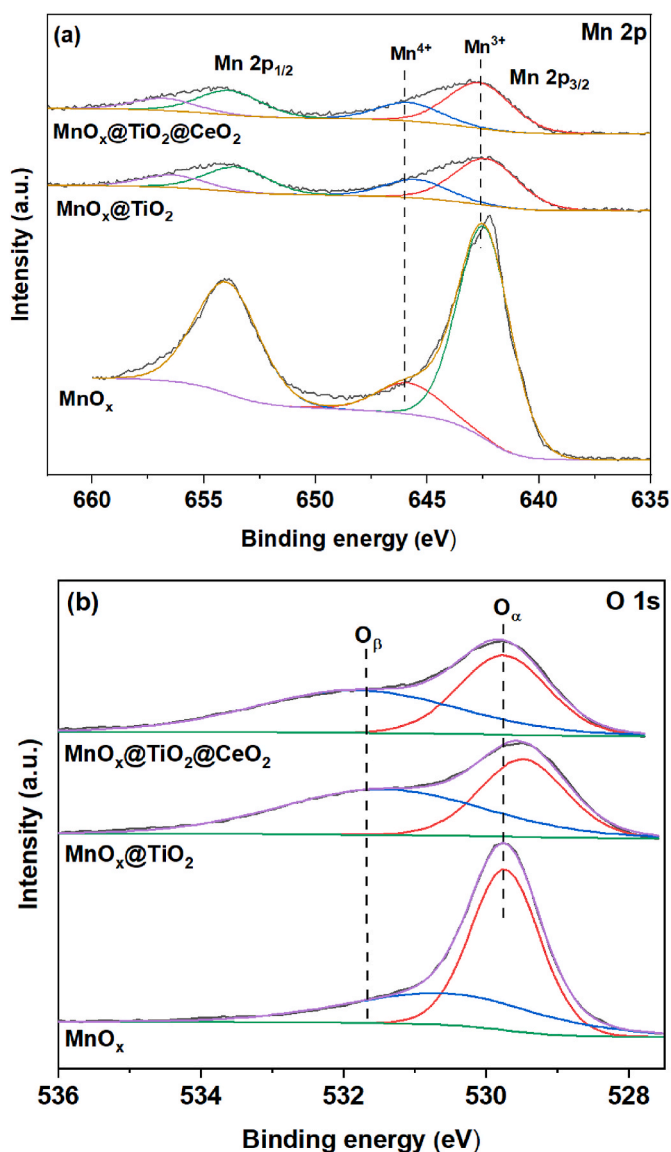 (a)
Mn 2p
Mn 2p1/2
Mn4+
Mn3+
Mn 2p3/2
MnOx@TiO2@CeO2
MnOx@TiO2
MnOx
Intensity (a.u.)
660 655 650 645 640 635
Binding energy (eV)
(b)
O 1s
Oβ
Oα
MnOx@TiO2@CeO2
MnOx@TiO2
MnOx
Intensity (a.u.)
536 534 532 530 528
Binding energy (eV)